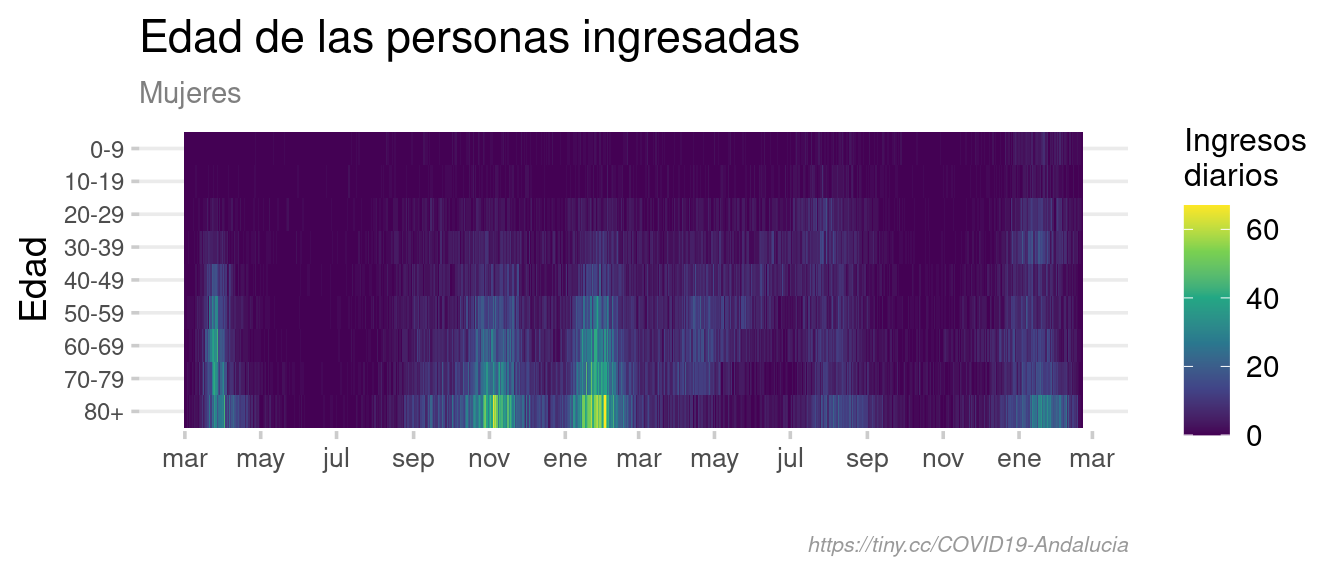 Edad de las personas ingresadas
Mujeres
Edad
0-9
10-19
20-29
30-39
40-49
50-59
60-69
70-79
80+
mar may jul sep nov ene mar may jul sep nov ene mar
Ingresos
diarios
60
40
20
0
https://tiny.cc/COVID19-Andalucia